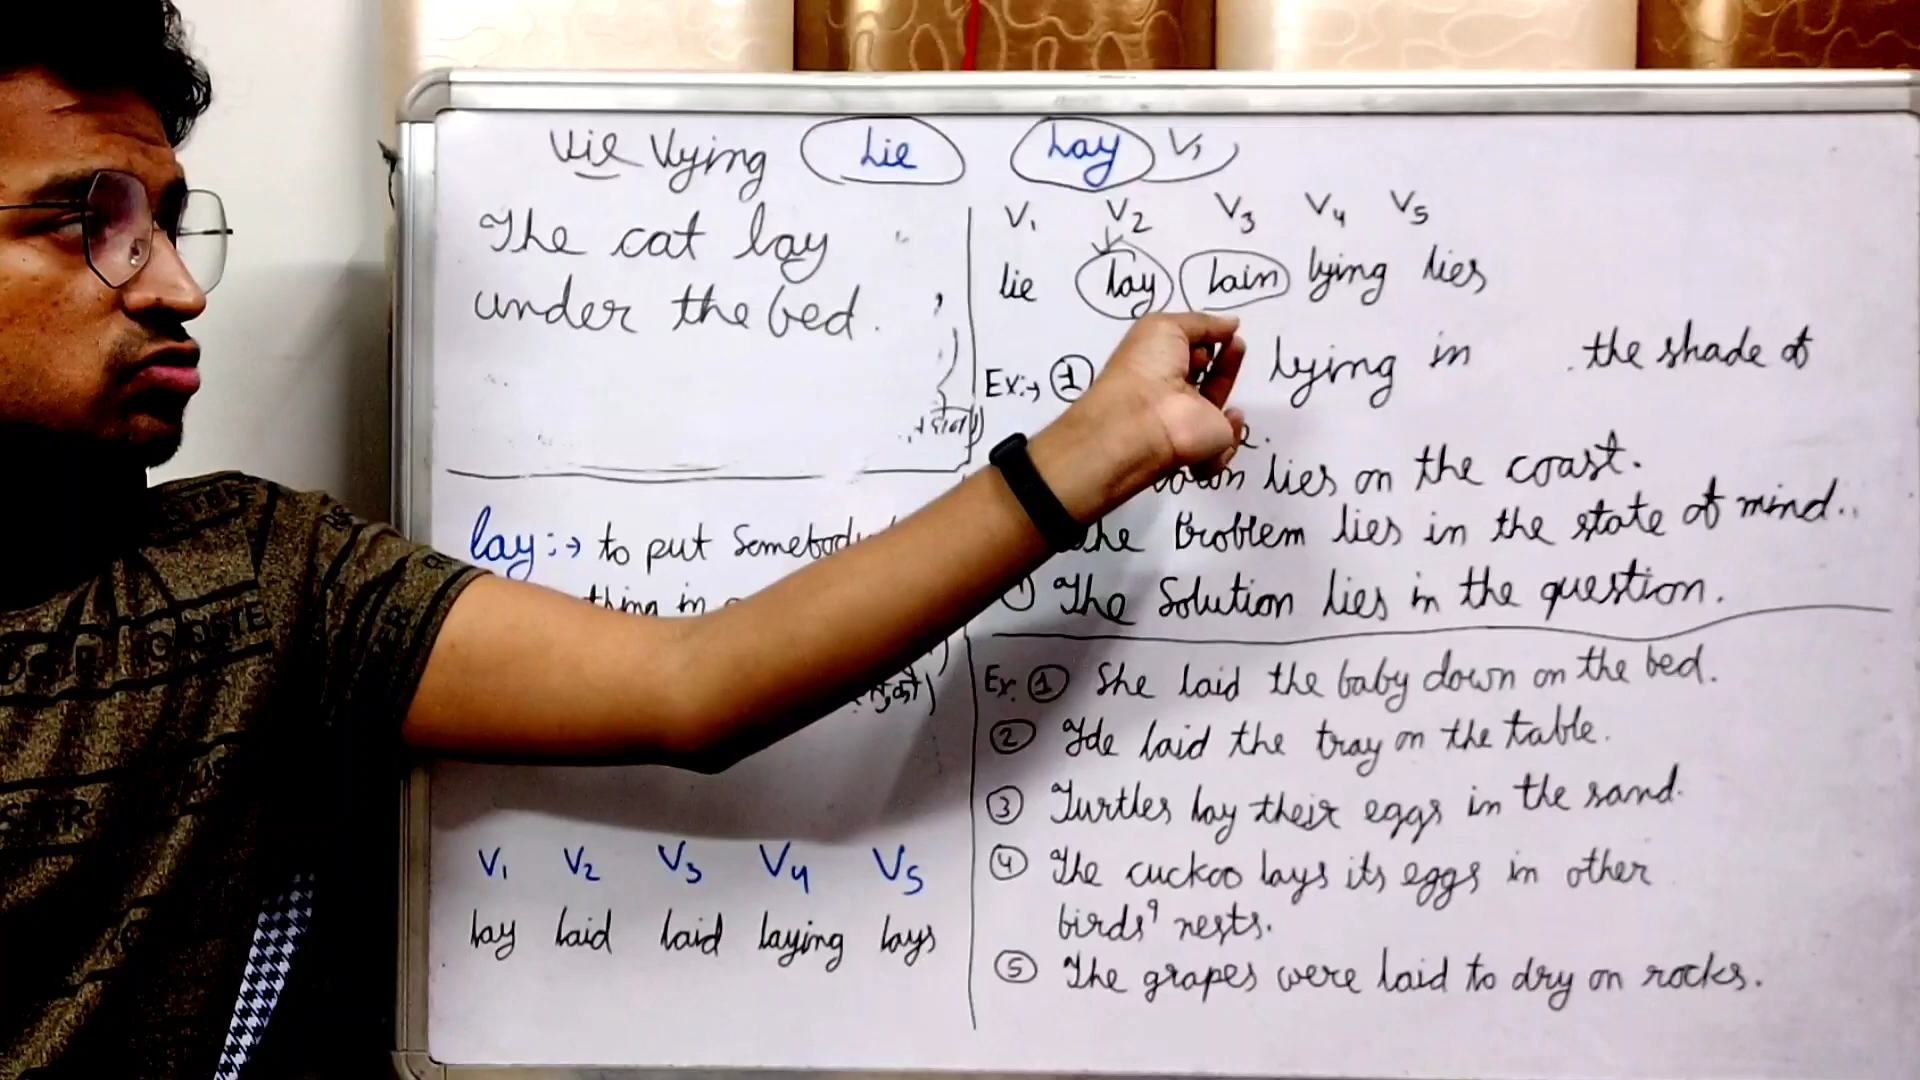 Vie Vying Lie Lay V₁
The cat lay
under the bed.
V₁ V₂ V₃ V₄ V₅
lie lay lain lying lies
Ex:→ ① lying in the shade of
lies on the coast.
The Problem lies in the state of mind..
The Solution lies in the question.
lay :→ to put
thing in
V₁ V₂ V₃ V₄ V₅
lay laid laid laying lays
Ex. ① She laid the baby down on the bed.
② He laid the tray on the table.
③ Turtles lay their eggs in the sand.
④ The cuckoo lays its eggs in other
birds' nests.
⑤ The grapes were laid to dry on rocks.